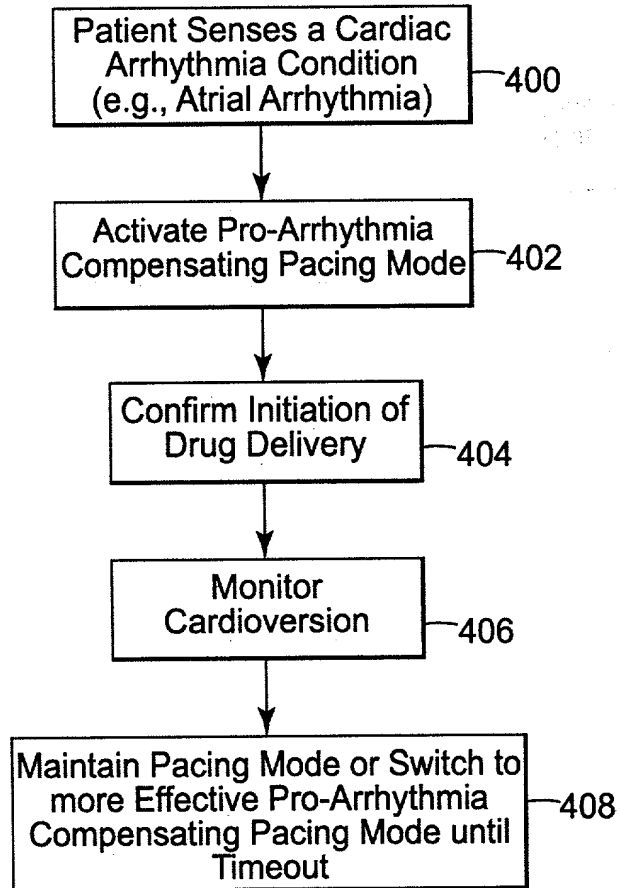 Patient Senses a Cardiac
Arrhythmia Condition
(e.g., Atrial Arrhythmia)
400
Activate Pro-Arrhythmia
Compensating Pacing Mode
402
Confirm Initiation of
Drug Delivery
404
Monitor
Cardioversion
406
Maintain Pacing Mode or Switch to
more Effective Pro-Arrhythmia
Compensating Pacing Mode until
Timeout
408